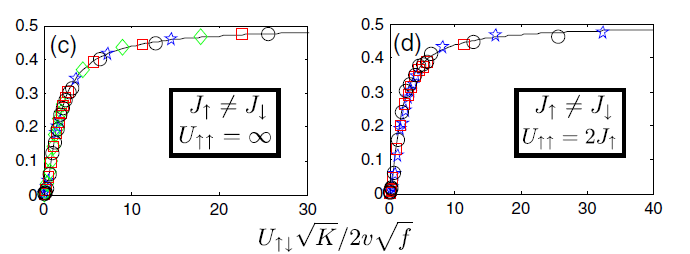 0.5
0.4
0.3
0.2
0.1
0
(c)
J↑ ≠ J↓
U↑↑ = ∞
0 10 20 30
0.5
0.4
0.3
0.2
0.1
0
(d)
J↑ ≠ J↓
U↑↑ = 2J↑
0 10 20 30 40
U↑↓√K/2v√f